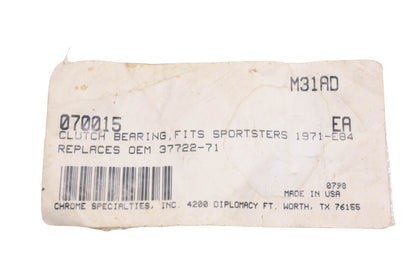 M31AD
070015 EA
CLUTCH BEARING,FITS SPORTSTERS 1971-E84
REPLACES OEM 37722-71
0798
MADE IN USA
CHROME SPECIALTIES, INC. 4200 DIPLOMACY FT. WORTH, TX 76155